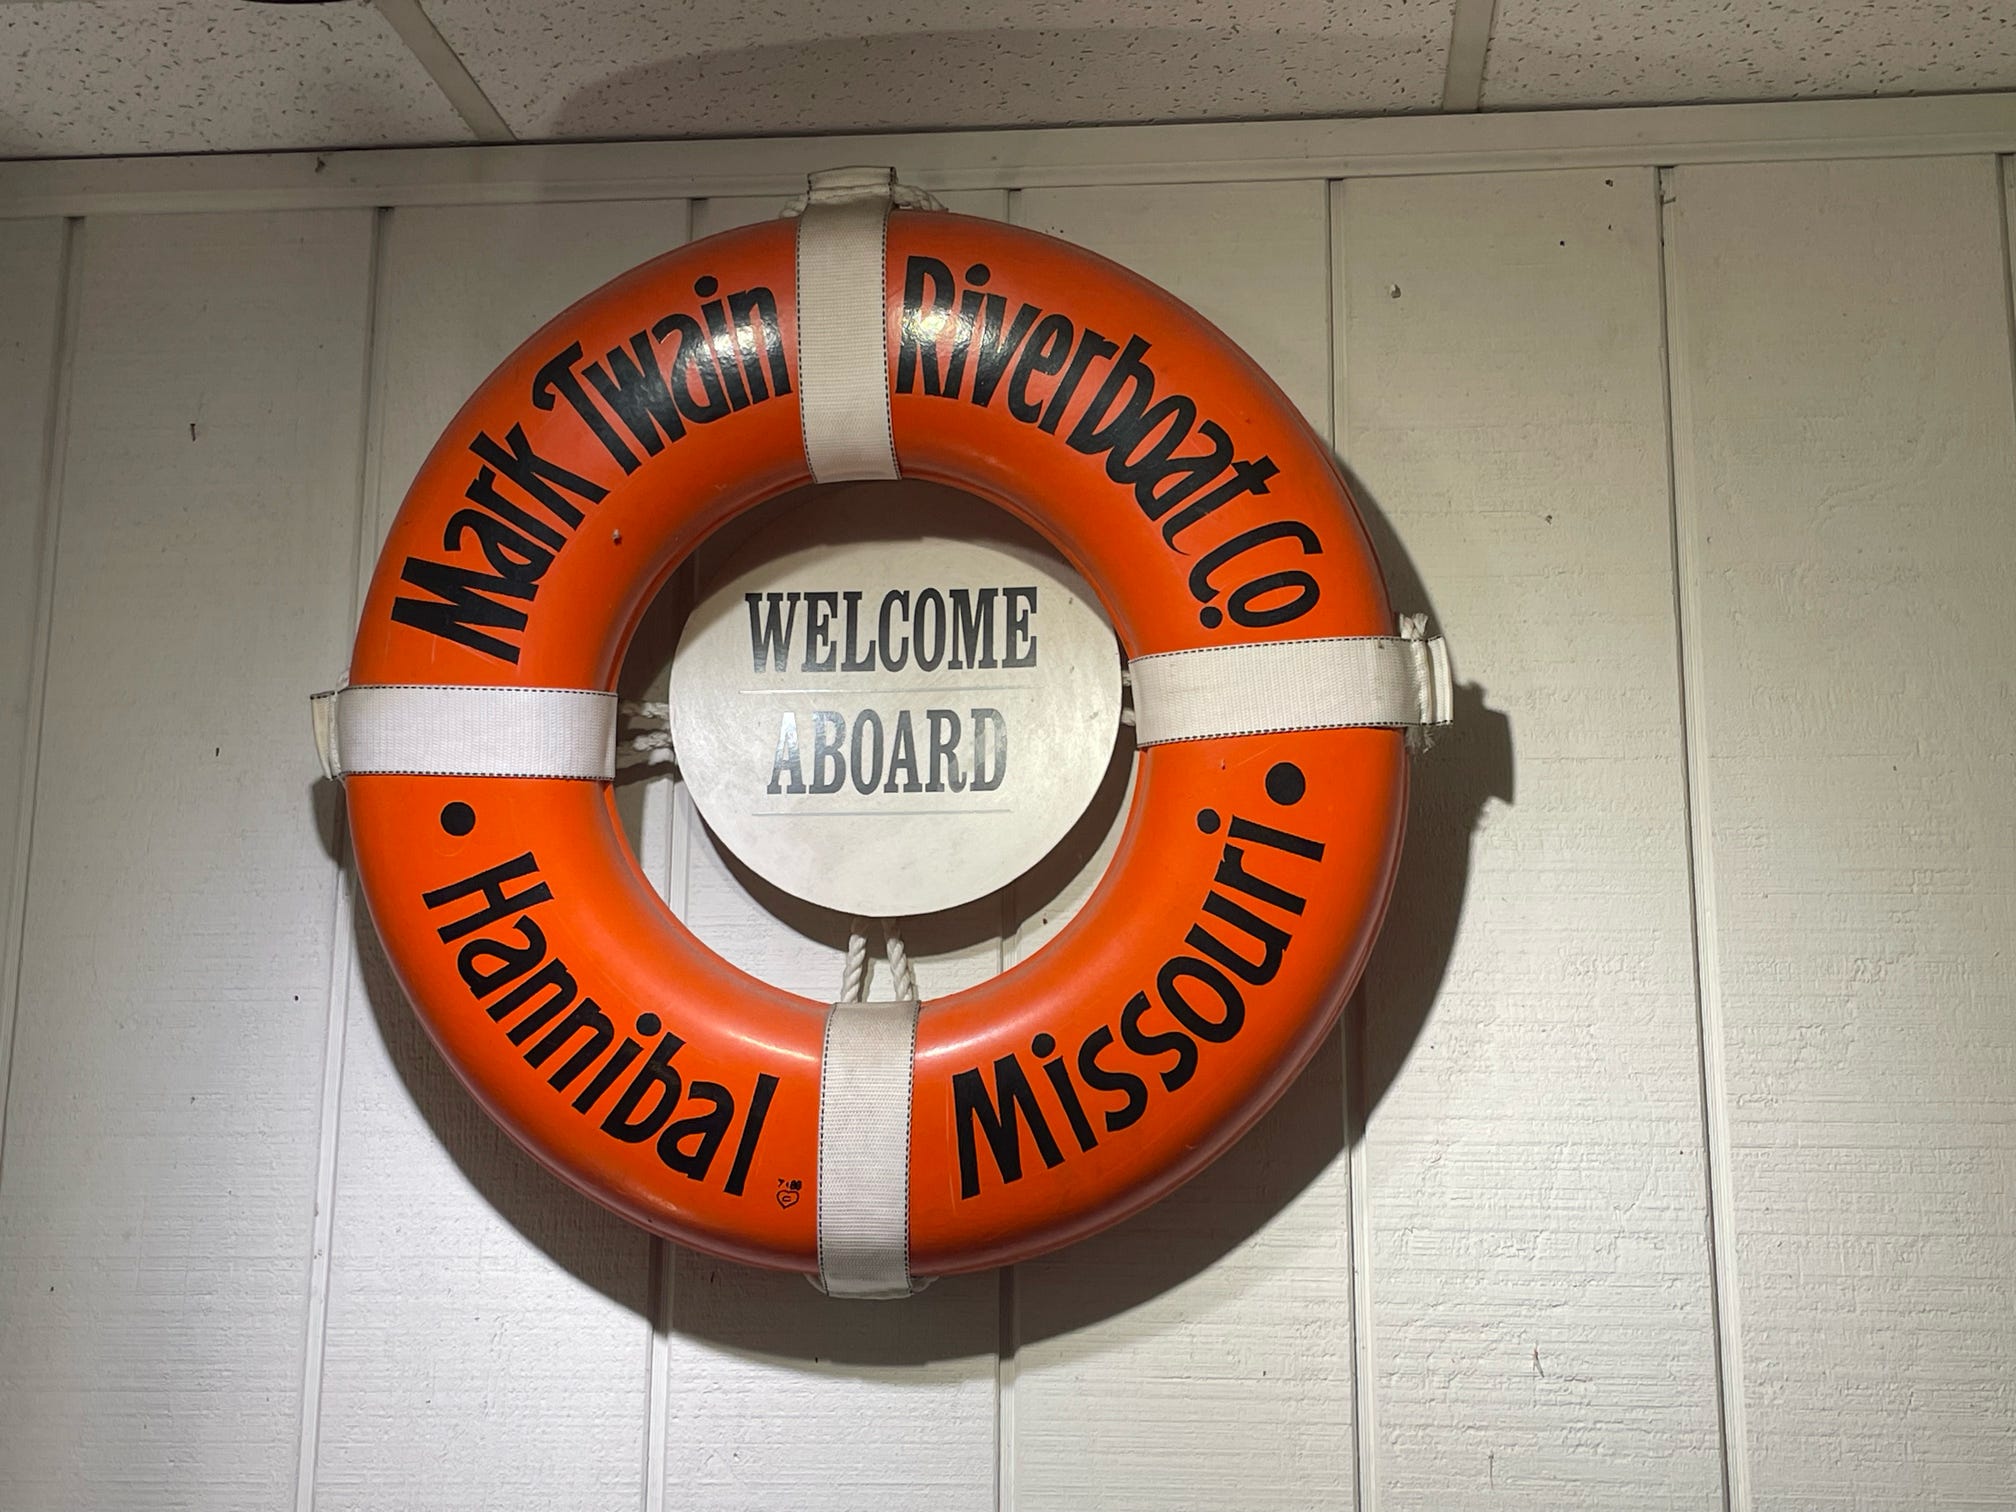 Mark Twain Riverboat Co.
WELCOME
ABOARD
• Hannibal Missouri •